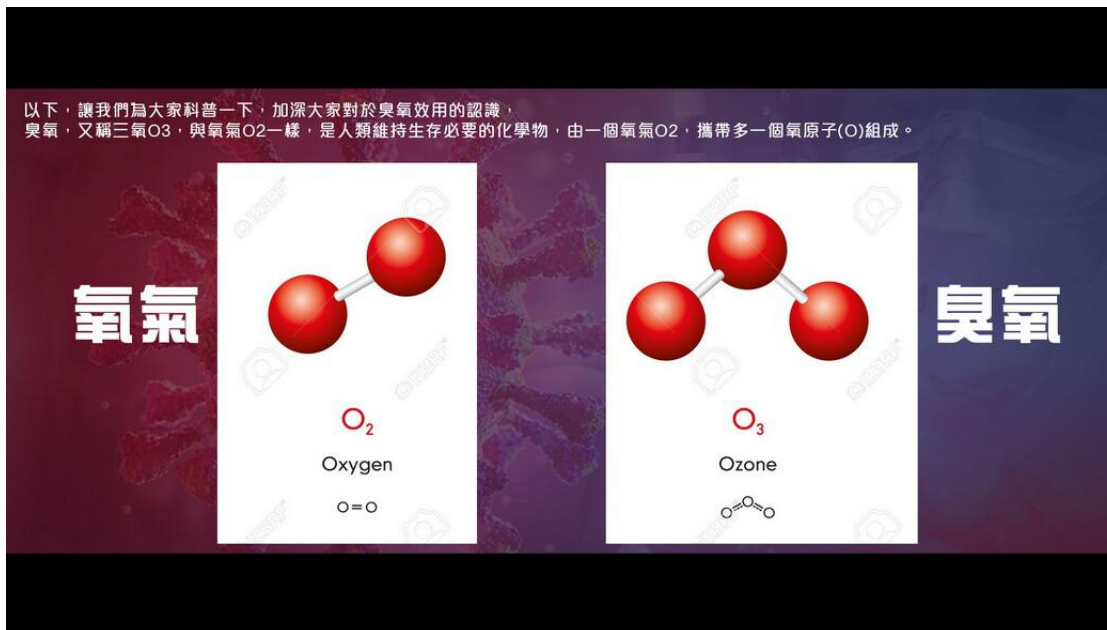 以下，讓我們為大家科普一下，加深大家對於臭氧效用的認識，
臭氧，又稱三氧O3，與氧氣O2一樣，是人類維持生存必要的化學物，由一個氧氣O2，攜帶多一個氧原子(O)組成。
氧氣
臭氧
O2
Oxygen
O=O
O3
Ozone
O O O